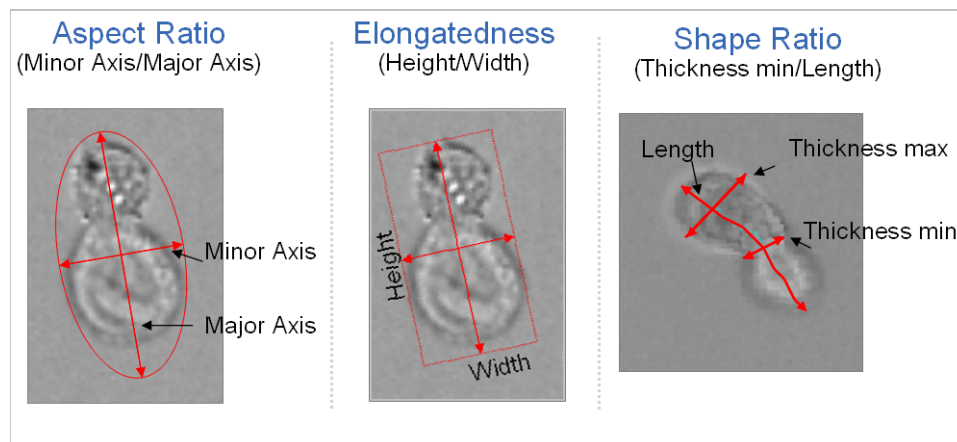 Aspect Ratio
(Minor Axis/Major Axis)
Minor Axis
Major Axis
Elongatedness
(Height/Width)
Height
Width
Shape Ratio
(Thickness min/Length)
Length
Thickness max
Thickness min